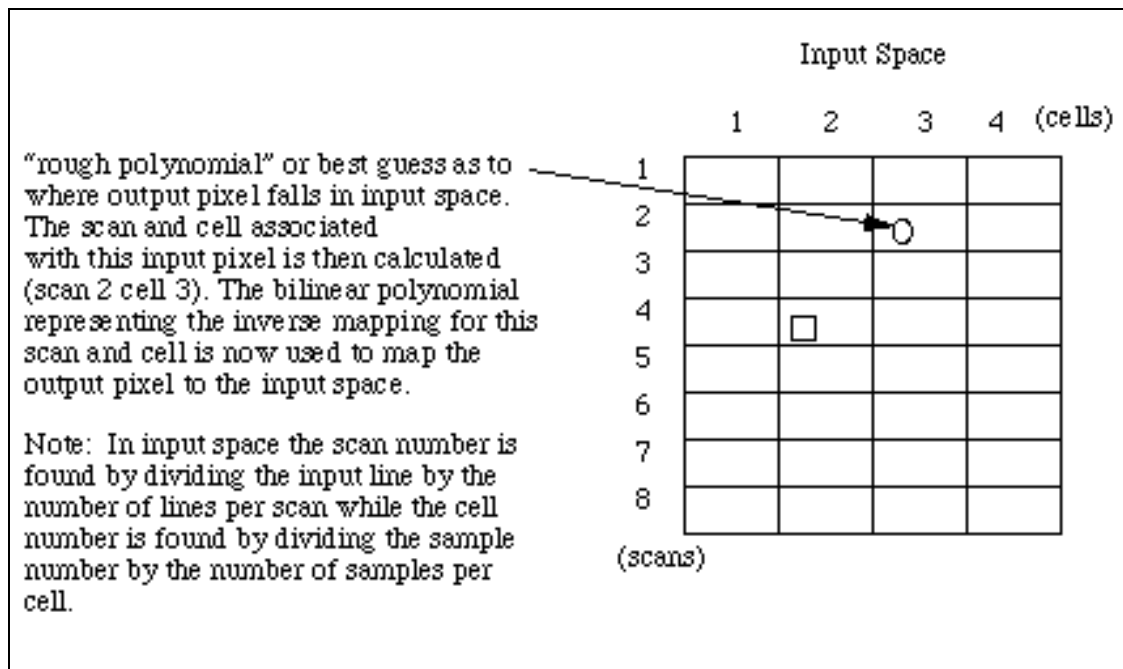 Input Space
1 2 3 4 (cells)
"rough polynomial" or best guess as to
where output pixel falls in input space.
The scan and cell associated
with this input pixel is then calculated
(scan 2 cell 3). The bilinear polynomial
representing the inverse mapping for this
scan and cell is now used to map the
output pixel to the input space.
Note: In input space the scan number is
found by dividing the input line by the
number of lines per scan while the cell
number is found by dividing the sample
number by the number of samples per
cell.
1
2
3
4
5
6
7
8
(scans)